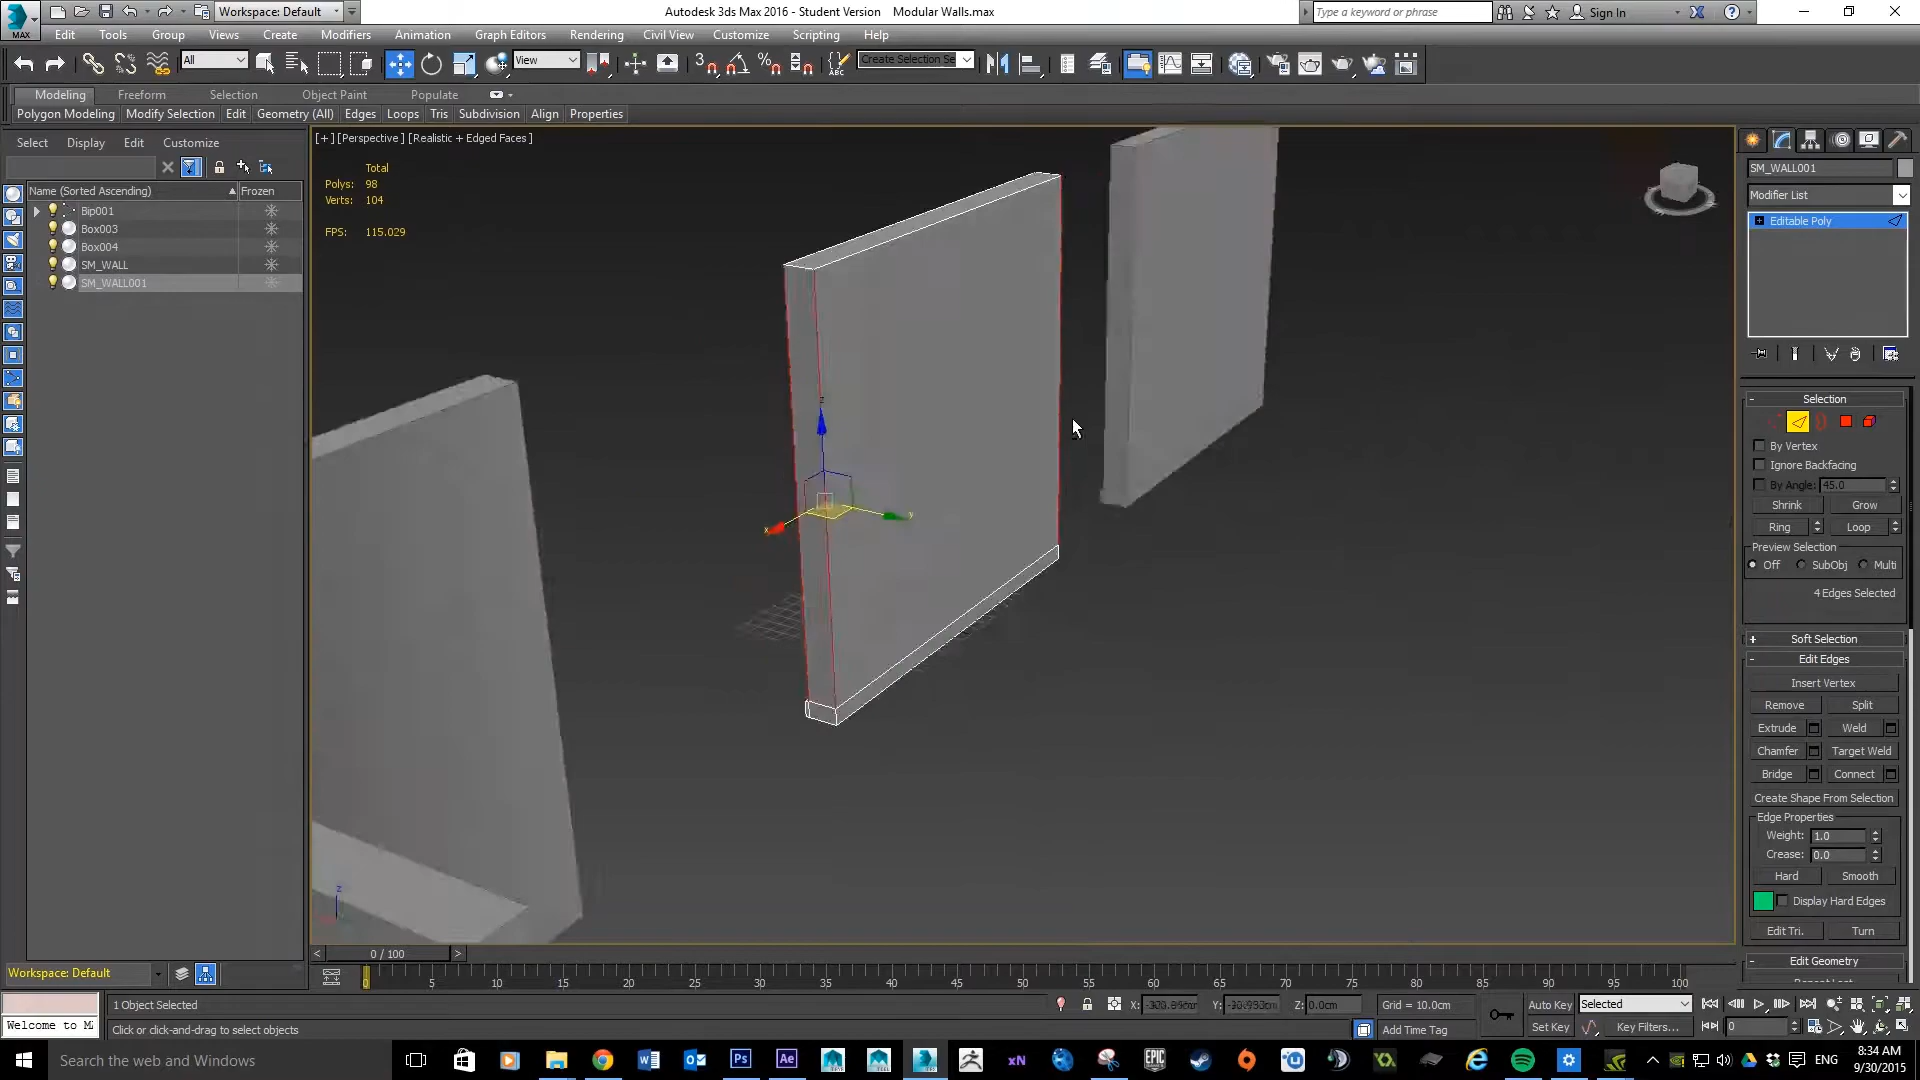 Workspace: Default
Autodesk 3ds Max 2016 - Student Version Modular Walls.max
Type a keyword or phrase
Sign In
MAX
Edit Tools Group Views Create Modifiers Animation Graph Editors Rendering Civil View Customize Scripting Help
All
View
Create Selection Se
Modeling Freeform Selection Object Paint Populate
Polygon Modeling Modify Selection Edit Geometry (All) Edges Loops Tris Subdivision Align Properties
Select Display Edit Customize
Name (Sorted Ascending) Frozen
Bip001
Box003
Box004
SM_WALL
SM_WALL001
[+] [Perspective] [Realistic + Edged Faces]
Total
Polys: 98
Verts: 104
FPS: 115.029
z
x
y
z
SM_WALL001
Modifier List
Editable Poly
Selection
By Vertex
Ignore Backfacing
By Angle: 45.0
Shrink Grow
Ring Loop
Preview Selection
Off SubObj Multi
4 Edges Selected
Soft Selection
Edit Edges
Insert Vertex
Remove Split
Extrude Weld
Chamfer Target Weld
Bridge Connect
Create Shape From Selection
Edge Properties
Weight: 1.0
Crease: 0.0
Hard Smooth
Display Hard Edges
Edit Tri. Turn
Edit Geometry
0 / 100
Workspace: Default
5 10 15 20 25 30 35 40 45 50 55 60 65 70 75 80 85 90 95 100
1 Object Selected
X: Y: Z: 0.0cm
Grid = 10.0cm
Auto Key
Selected
Welcome to M
Click or click-and-drag to select objects
Add Time Tag
Set Key
Key Filters...
0
Search the web and Windows
EPIC
ENG
8:34 AM
9/30/2015